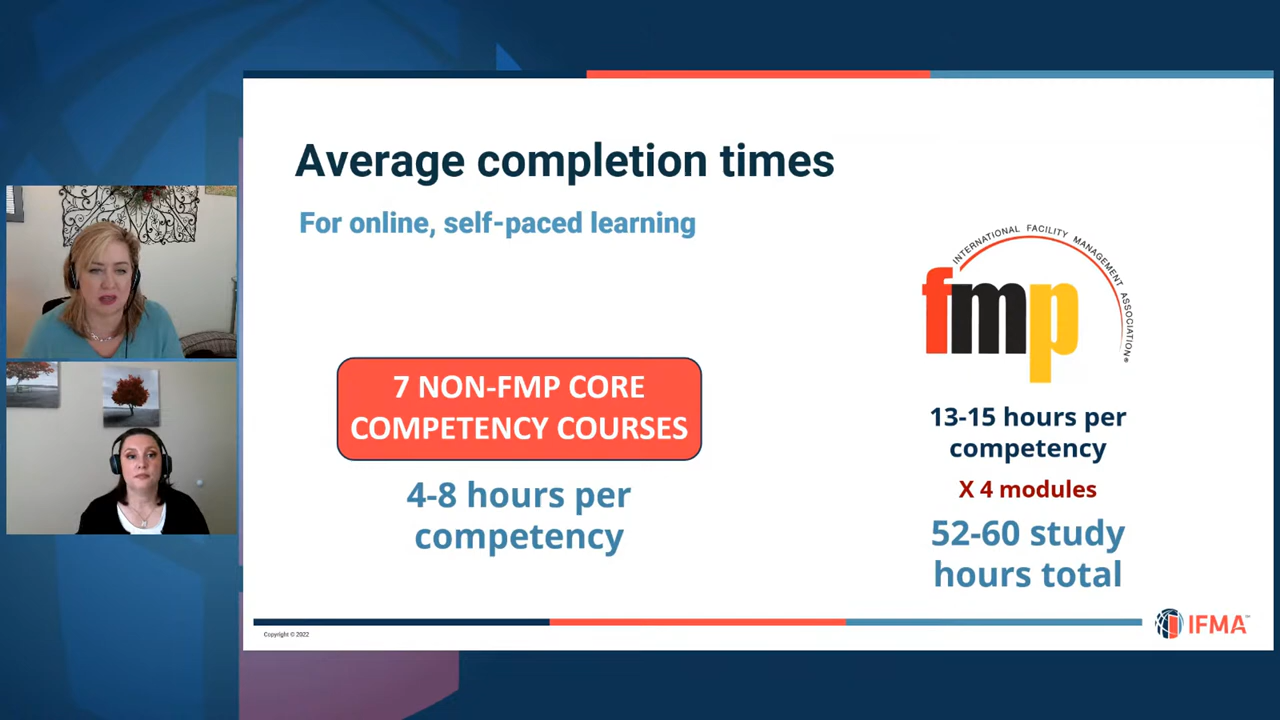 Average completion times
For online, self-paced learning
INTERNATIONAL FACILITY MANAGEMENT ASSOCIATION®
fmp
7 NON-FMP CORE
COMPETENCY COURSES
4-8 hours per
competency
13-15 hours per
competency
X 4 modules
52-60 study
hours total
Copyright © 2022
IFMA™